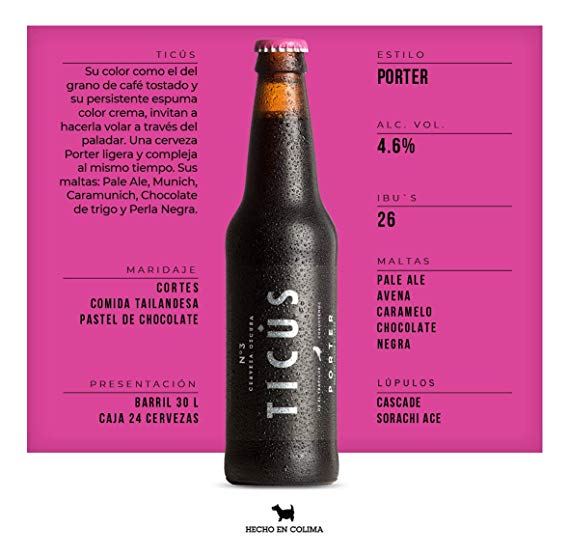 TICÚS
Su color como el del
grano de café tostado y
su persistente espuma
color crema, invitan a
hacerla volar a través del
paladar. Una cerveza
Porter ligera y compleja
al mismo tiempo. Sus
maltas: Pale Ale, Munich,
Caramunich, Chocolate
de trigo y Perla Negra.
MARIDAJE
CORTES
COMIDA TAILANDESA
PASTEL DE CHOCOLATE
PRESENTACIÓN
BARRIL 30 L
CAJA 24 CERVEZAS
Nº3
CERVEZA OSCURA
TICÚS
PORTER
ESTILO
PORTER
ALC. VOL.
4.6%
IBU`S
26
MALTAS
PALE ALE
AVENA
CARAMELO
CHOCOLATE
NEGRA
LÚPULOS
CASCADE
SORACHI ACE
HECHO EN COLIMA